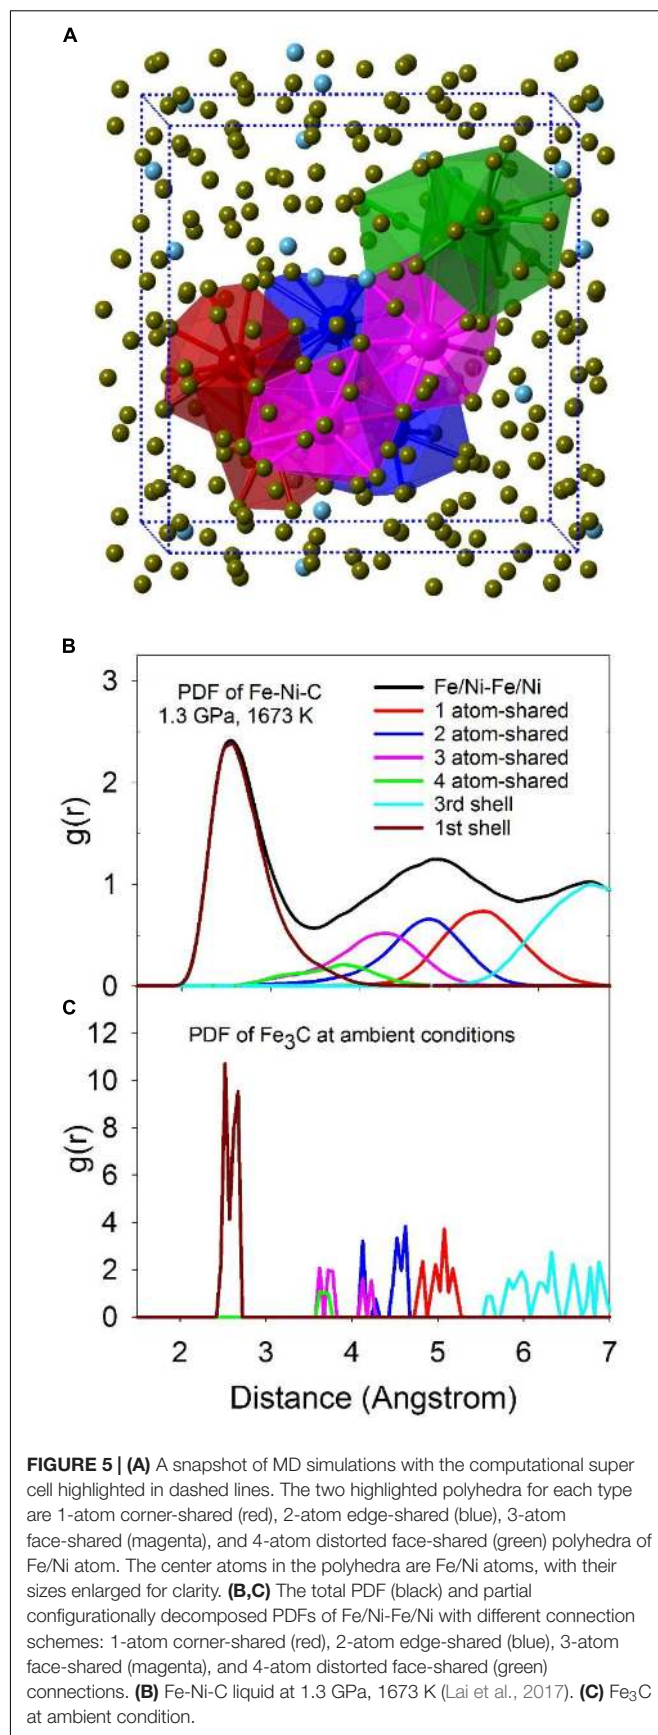 A
B
PDF of Fe-Ni-C
1.3 GPa, 1673 K
Fe/Ni-Fe/Ni
1 atom-shared
2 atom-shared
3 atom-shared
4 atom-shared
3rd shell
1st shell
3
2
1
0
g(r)
C
PDF of Fe3C at ambient conditions
12
10
8
6
4
2
0
g(r)
2 3 4 5 6 7
Distance (Angstrom)
FIGURE 5 | (A) A snapshot of MD simulations with the computational super
cell highlighted in dashed lines. The two highlighted polyhedra for each type
are 1-atom corner-shared (red), 2-atom edge-shared (blue), 3-atom
face-shared (magenta), and 4-atom distorted face-shared (green) polyhedra of
Fe/Ni atom. The center atoms in the polyhedra are Fe/Ni atoms, with their
sizes enlarged for clarity. (B,C) The total PDF (black) and partial
configurationally decomposed PDFs of Fe/Ni-Fe/Ni with different connection
schemes: 1-atom corner-shared (red), 2-atom edge-shared (blue), 3-atom
face-shared (magenta), and 4-atom distorted face-shared (green)
connections. (B) Fe-Ni-C liquid at 1.3 GPa, 1673 K (Lai et al., 2017). (C) Fe3C
at ambient condition.